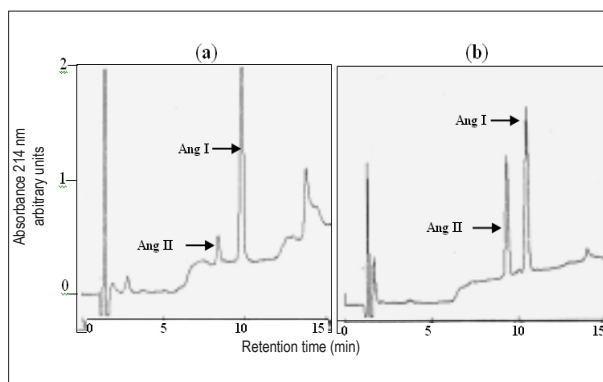 (a)
(b)
2
1
0
Absorbance 214 nm
arbitrary units
Ang I
Ang II
Ang I
Ang II
0 5 10 15
0 5 10 15
Retention time (min)